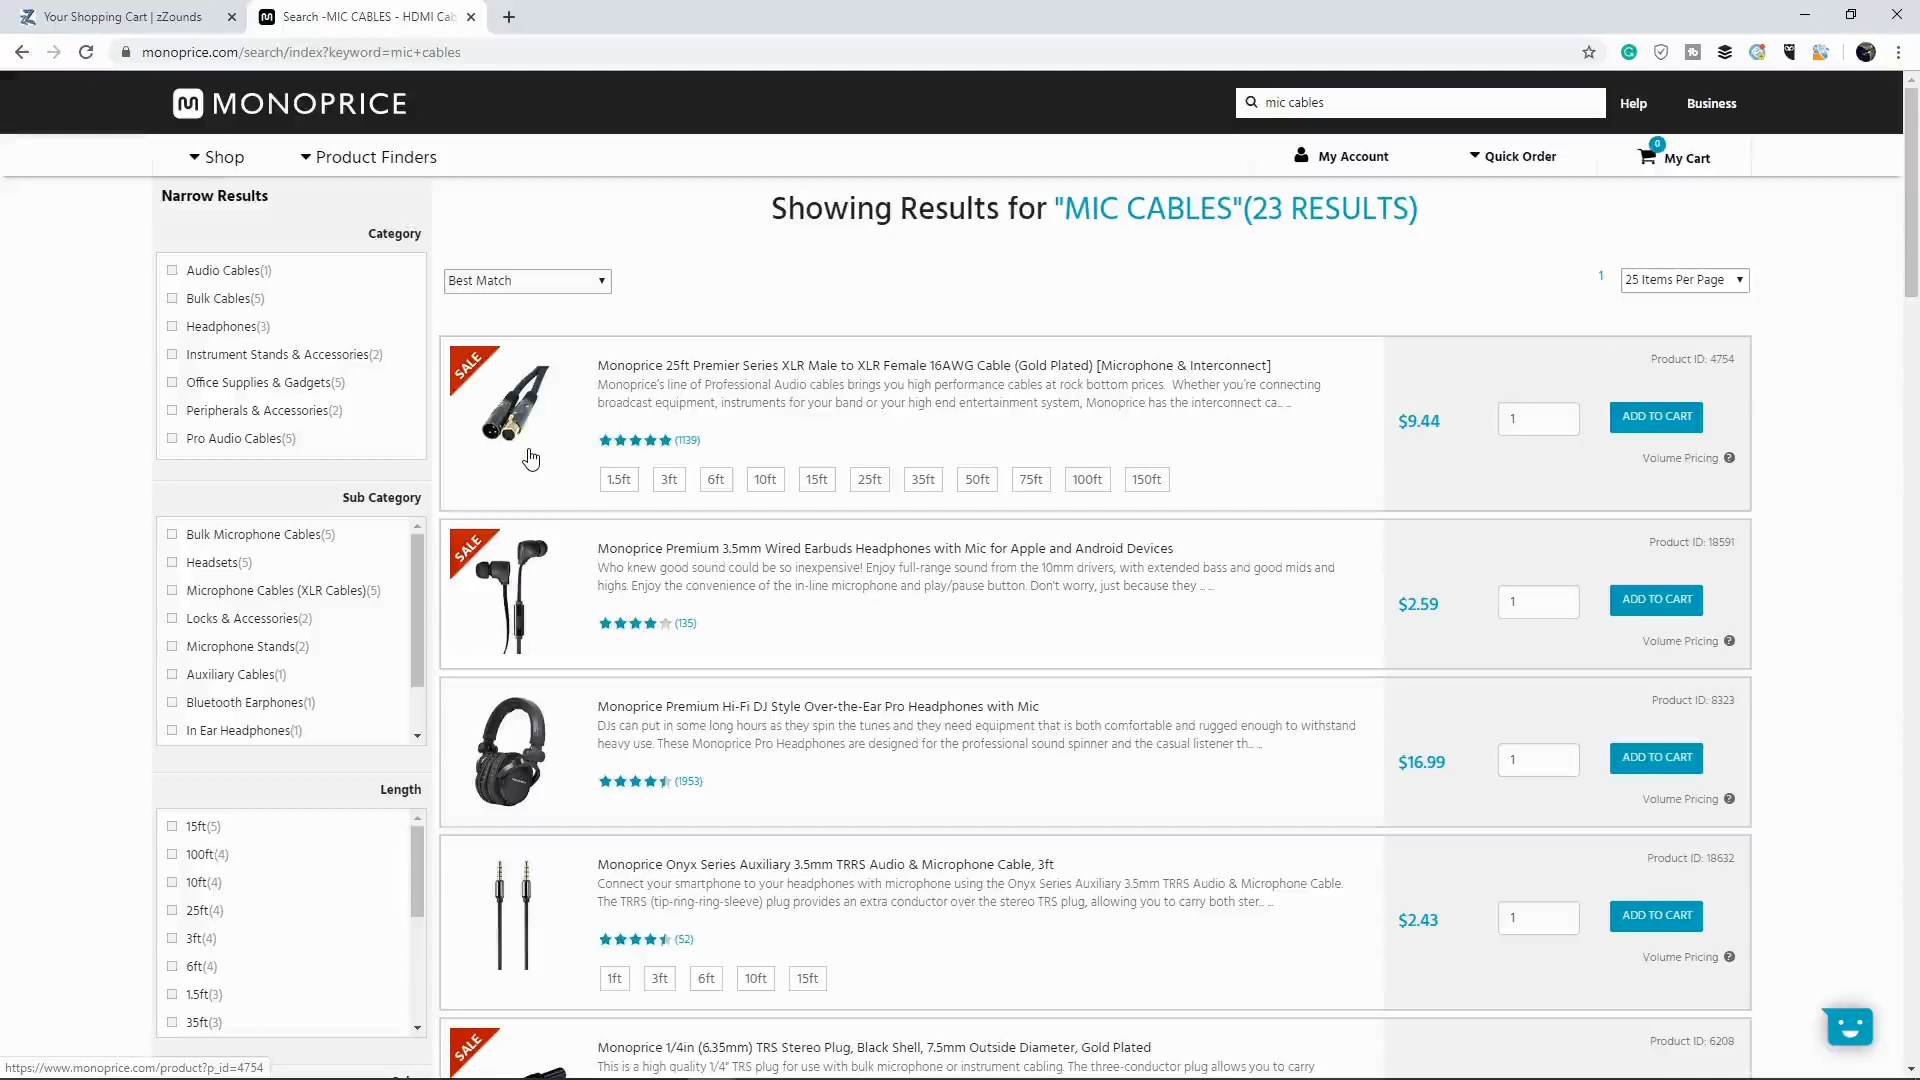 Your Shopping Cart | zZounds
Search -MIC CABLES - HDMI Cab
monoprice.com/search/index?keyword=mic+cables
MONOPRICE
mic cables
Help
Business
Shop
Product Finders
My Account
Quick Order
0
My Cart
Narrow Results
Category
Audio Cables(1)
Bulk Cables(5)
Headphones(3)
Instrument Stands & Accessories(2)
Office Supplies & Gadgets(5)
Peripherals & Accessories(2)
Pro Audio Cables(5)
Sub Category
Bulk Microphone Cables(5)
Headsets(5)
Microphone Cables (XLR Cables)(5)
Locks & Accessories(2)
Microphone Stands(2)
Auxiliary Cables(1)
Bluetooth Earphones(1)
In Ear Headphones(1)
Length
15ft(5)
100ft(4)
10ft(4)
25ft(4)
3ft(4)
6ft(4)
1.5ft(3)
35ft(3)
Showing Results for "MIC CABLES"(23 RESULTS)
Best Match
1
25 Items Per Page
SALE
Monoprice 25ft Premier Series XLR Male to XLR Female 16AWG Cable (Gold Plated) [Microphone & Interconnect]
Monoprice's line of Professional Audio cables brings you high performance cables at rock bottom prices. Whether you're connecting
broadcast equipment, instruments for your band or your high end entertainment system, Monoprice has the interconnect ca... ...
(1139)
1.5ft 3ft 6ft 10ft 15ft 25ft 35ft 50ft 75ft 100ft 150ft
Product ID: 4754
$9.44
1
ADD TO CART
Volume Pricing ?
SALE
Monoprice Premium 3.5mm Wired Earbuds Headphones with Mic for Apple and Android Devices
Who knew good sound could be so inexpensive! Enjoy full-range sound from the 10mm drivers, with extended bass and good mids and
highs. Enjoy the convenience of the in-line microphone and play/pause button. Don't worry, just because they ... ...
(135)
Product ID: 18591
$2.59
1
ADD TO CART
Volume Pricing ?
Monoprice Premium Hi-Fi DJ Style Over-the-Ear Pro Headphones with Mic
DJs can put in some long hours as they spin the tunes and they need equipment that is both comfortable and rugged enough to withstand
heavy use. These Monoprice Pro Headphones are designed for the professional sound spinner and the casual listener th... ...
(1953)
Product ID: 8323
$16.99
1
ADD TO CART
Volume Pricing ?
Monoprice Onyx Series Auxiliary 3.5mm TRRS Audio & Microphone Cable, 3ft
Connect your smartphone to your headphones with microphone using the Onyx Series Auxiliary 3.5mm TRRS Audio & Microphone Cable.
The TRRS (tip-ring-ring-sleeve) plug provides an extra conductor over the stereo TRS plug, allowing you to carry both ster... ...
(52)
1ft 3ft 6ft 10ft 15ft
Product ID: 18632
$2.43
1
ADD TO CART
Volume Pricing ?
SALE
Monoprice 1/4in (6.35mm) TRS Stereo Plug, Black Shell, 7.5mm Outside Diameter, Gold Plated
This is a high quality 1/4" TRS plug for use with bulk microphone or instrument cabling. The three-conductor plug allows you to carry
Product ID: 6208
https://www.monoprice.com/product?p_id=4754